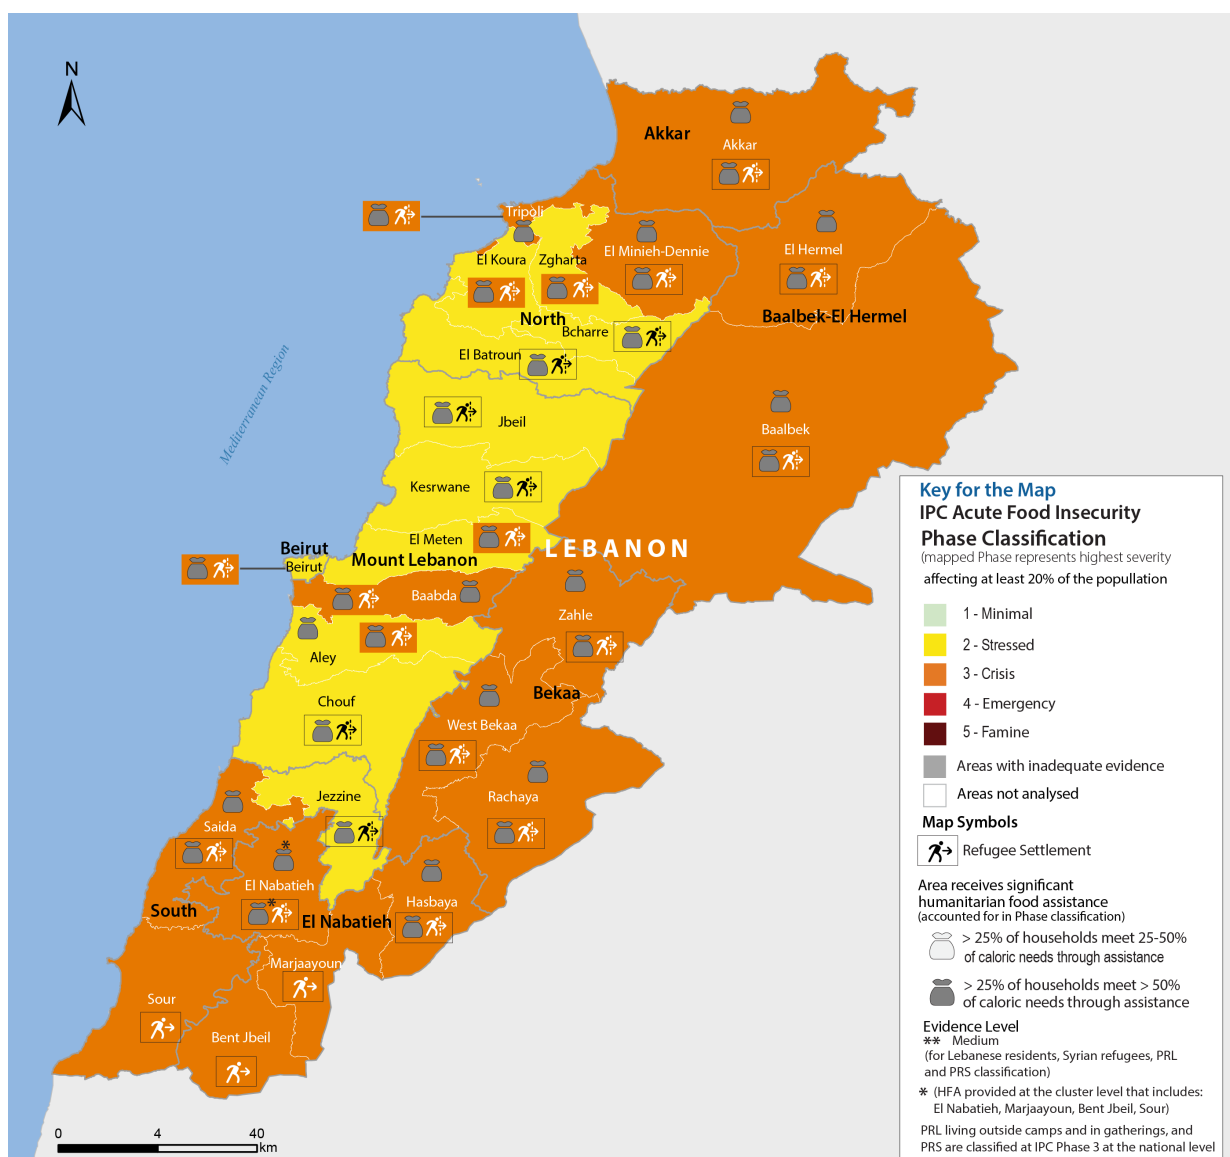 N
Akkar
Akkar
Tripoli
El Koura
Zgharta
El Minieh-Dennie
El Hermel
Baalbek-El Hermel
North
Bcharre
El Batroun
Mediterranean Region
Jbeil
Baalbek
Kesrwane
El Meten
LEBANON
Beirut
Beirut
Mount Lebanon
Baabda
Zahle
Aley
Chouf
Bekaa
West Bekaa
Jezzine
Rachaya
Saida
*
El Nabatieh
*
South
El Nabatieh
Hasbaya
Marjaayoun
Sour
Bent Jbeil
0 4 40
km
Key for the Map
IPC Acute Food Insecurity
Phase Classification
(mapped Phase represents highest severity
affecting at least 20% of the popullation
1 - Minimal
2 - Stressed
3 - Crisis
4 - Emergency
5 - Famine
Areas with inadequate evidence
Areas not analysed
Map Symbols
Refugee Settlement
Area receives significant
humanitarian food assistance
(accounted for in Phase classification)
> 25% of households meet 25-50%
of caloric needs through assistance
> 25% of households meet > 50%
of caloric needs through assistance
Evidence Level
** Medium
(for Lebanese residents, Syrian refugees, PRL
and PRS classification)
* (HFA provided at the cluster level that includes:
El Nabatieh, Marjaayoun, Bent Jbeil, Sour)
PRL living outside camps and in gatherings, and
PRS are classified at IPC Phase 3 at the national level